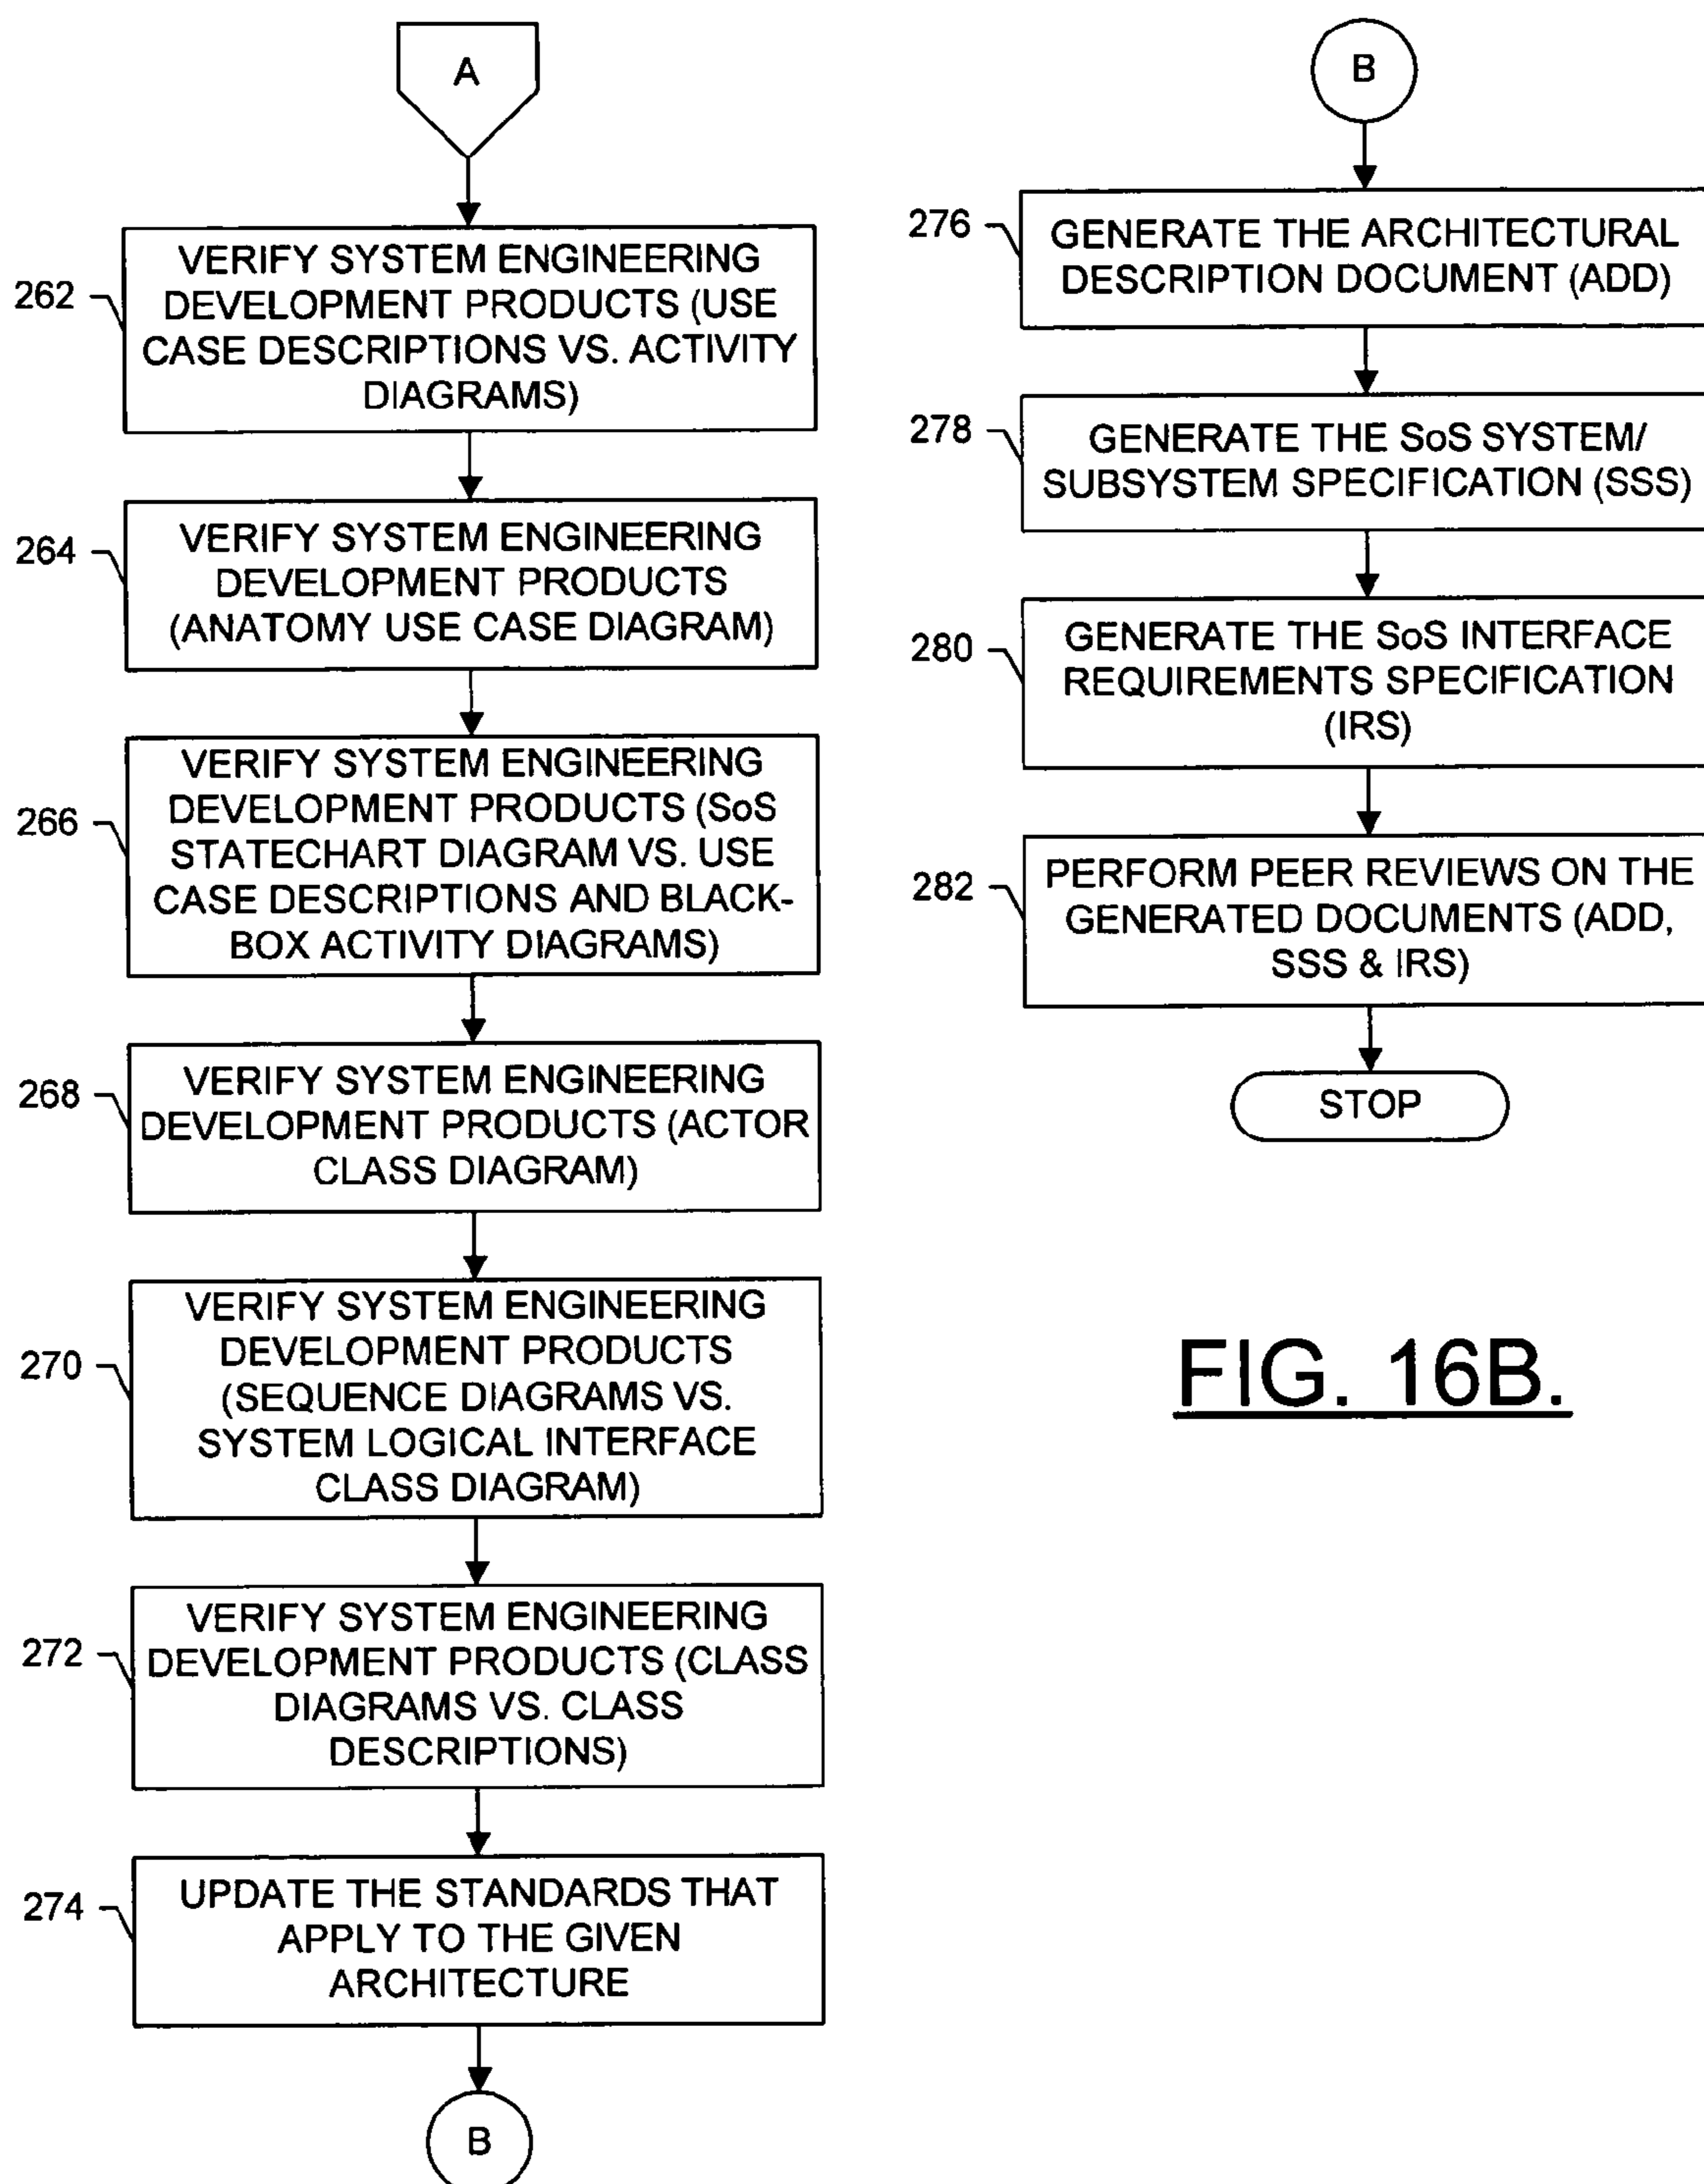 A
262
VERIFY SYSTEM ENGINEERING
DEVELOPMENT PRODUCTS (USE
CASE DESCRIPTIONS VS. ACTIVITY
DIAGRAMS)
264
VERIFY SYSTEM ENGINEERING
DEVELOPMENT PRODUCTS
(ANATOMY USE CASE DIAGRAM)
266
VERIFY SYSTEM ENGINEERING
DEVELOPMENT PRODUCTS (SoS
STATECHART DIAGRAM VS. USE
CASE DESCRIPTIONS AND BLACK-
BOX ACTIVITY DIAGRAMS)
268
VERIFY SYSTEM ENGINEERING
DEVELOPMENT PRODUCTS (ACTOR
CLASS DIAGRAM)
270
VERIFY SYSTEM ENGINEERING
DEVELOPMENT PRODUCTS
(SEQUENCE DIAGRAMS VS.
SYSTEM LOGICAL INTERFACE
CLASS DIAGRAM)
272
VERIFY SYSTEM ENGINEERING
DEVELOPMENT PRODUCTS (CLASS
DIAGRAMS VS. CLASS
DESCRIPTIONS)
274
UPDATE THE STANDARDS THAT
APPLY TO THE GIVEN
ARCHITECTURE
B
B
276
GENERATE THE ARCHITECTURAL
DESCRIPTION DOCUMENT (ADD)
278
GENERATE THE SoS SYSTEM/
SUBSYSTEM SPECIFICATION (SSS)
280
GENERATE THE SoS INTERFACE
REQUIREMENTS SPECIFICATION
(IRS)
282
PERFORM PEER REVIEWS ON THE
GENERATED DOCUMENTS (ADD,
SSS & IRS)
STOP
FIG. 16B.